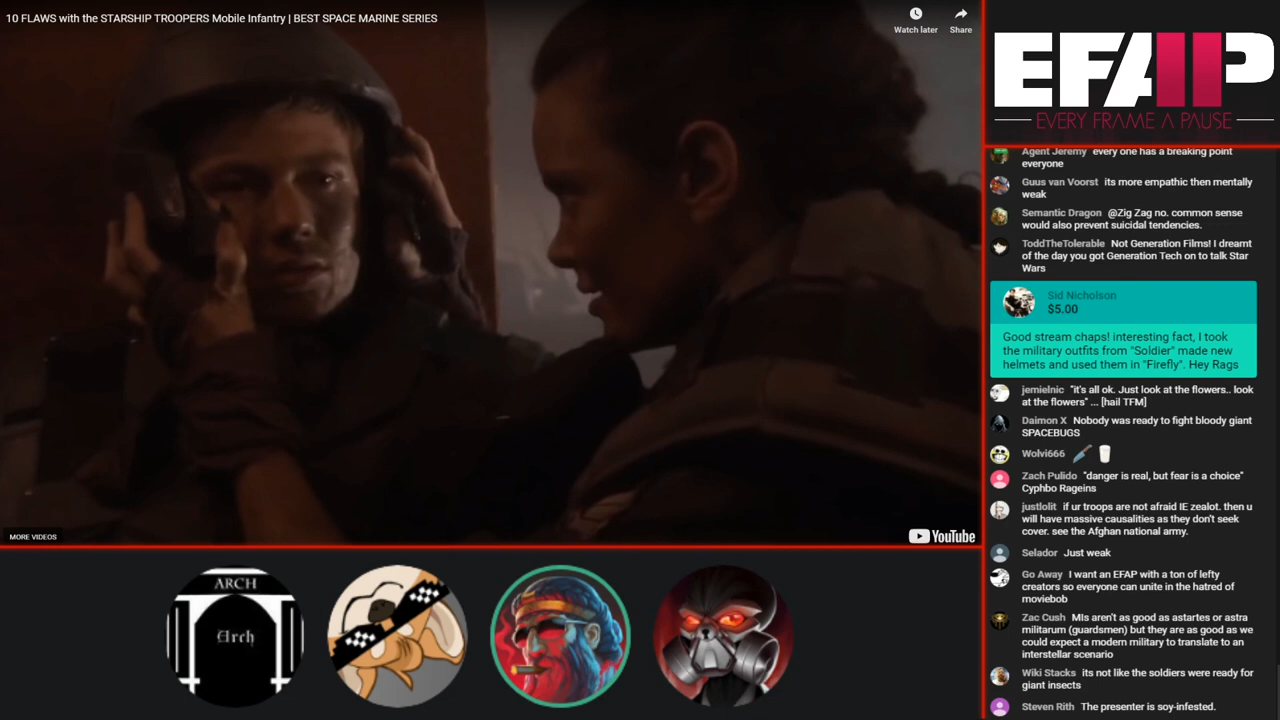 10 FLAWS with the STARSHIP TROOPERS Mobile Infantry | BEST SPACE MARINE SERIES
Watch later
Share
MORE VIDEOS
YouTube
ARCH
Arch
EFAP
EVERY FRAME A PAUSE
Agent Jeremy every one has a breaking point
everyone
Guus van Voorst its more empathic then mentally
weak
Semantic Dragon @Zig Zag no. common sense
would also prevent suicidal tendencies.
ToddTheTolerable Not Generation Films! I dreamt
of the day you got Generation Tech on to talk Star
Wars
Sid Nicholson
$5.00
Good stream chaps! interesting fact, I took
the military outfits from "Soldier" made new
helmets and used them in "Firefly". Hey Rags
jemielnic "it's all ok. Just look at the flowers.. look
at the flowers" ... [hail TFM]
Daimon X Nobody was ready to fight bloody giant
SPACEBUGS
Wolvi666
Zach Pulido "danger is real, but fear is a choice"
Cyphbo Rageins
justlolit if ur troops are not afraid IE zealot. then u
will have massive causalities as they don't seek
cover. see the Afghan national army.
Selador Just weak
Go Away I want an EFAP with a ton of lefty
creators so everyone can unite in the hatred of
moviebob
Zac Cush MIs aren't as good as astartes or astra
militarum (guardsmen) but they are as good as we
could expect a modern military to translate to an
interstellar scenario
Wiki Stacks its not like the soldiers were ready for
giant insects
Steven Rith The presenter is soy-infested.